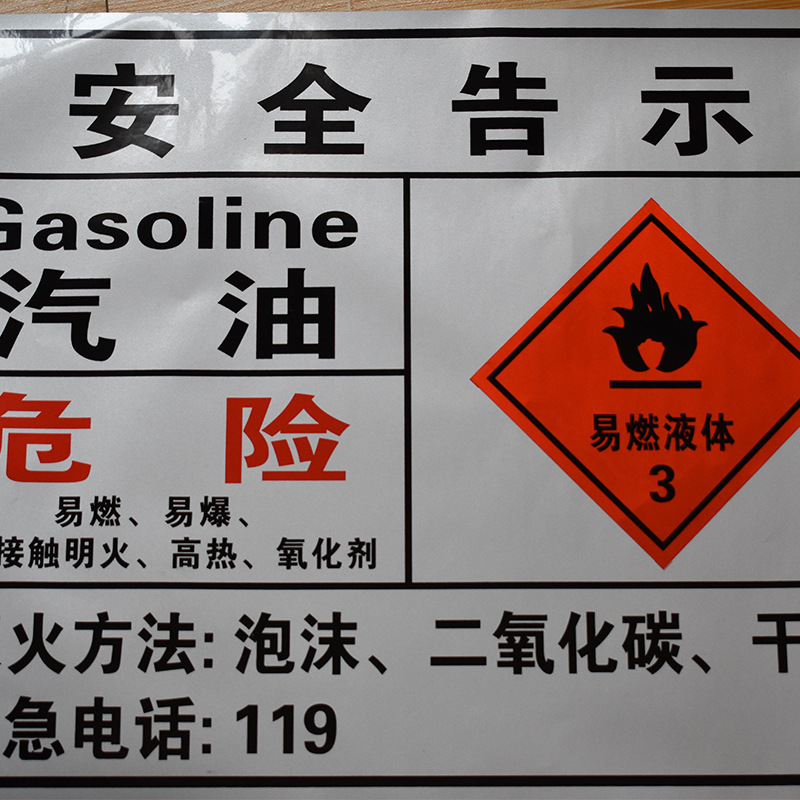 安全告示
Gasoline
汽油
危险
易燃、易爆、
接触明火、高热、氧化剂
易燃液体
3
火方法: 泡沫、二氧化碳、干
急电话: 119